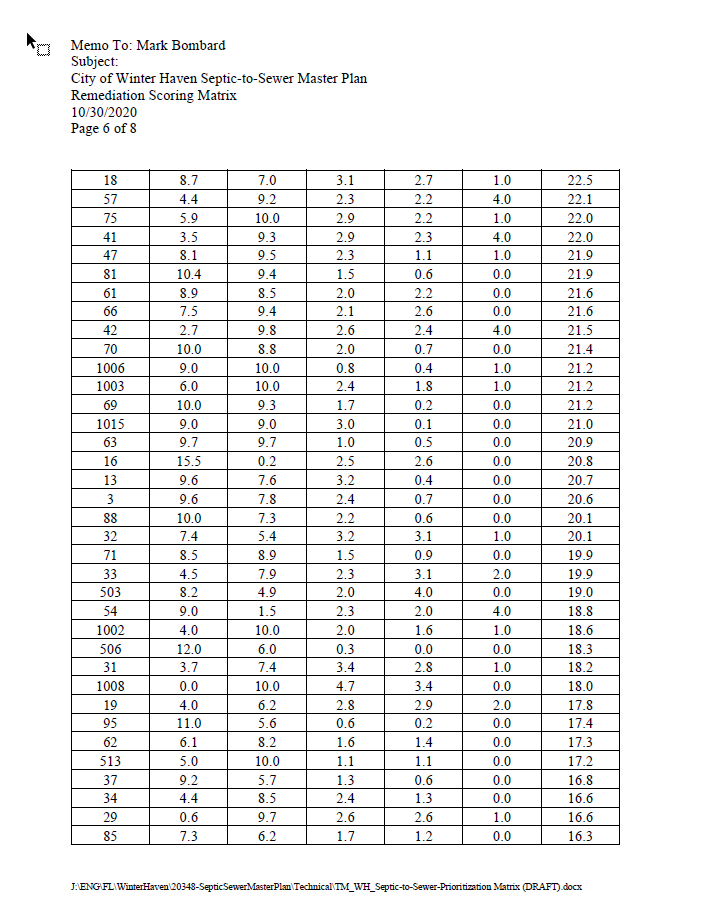 Memo To: Mark Bombard
Subject:
City of Winter Haven Septic-to-Sewer Master Plan
Remediation Scoring Matrix
10/30/2020
Page 6 of 8
18 8.7 7.0 3.1 2.7 1.0 22.5
57 4.4 9.2 2.3 2.2 4.0 22.1
75 5.9 10.0 2.9 2.2 1.0 22.0
41 3.5 9.3 2.9 2.3 4.0 22.0
47 8.1 9.5 2.3 1.1 1.0 21.9
81 10.4 9.4 1.5 0.6 0.0 21.9
61 8.9 8.5 2.0 2.2 0.0 21.6
66 7.5 9.4 2.1 2.6 0.0 21.6
42 2.7 9.8 2.6 2.4 4.0 21.5
70 10.0 8.8 2.0 0.7 0.0 21.4
1006 9.0 10.0 0.8 0.4 1.0 21.2
1003 6.0 10.0 2.4 1.8 1.0 21.2
69 10.0 9.3 1.7 0.2 0.0 21.2
1015 9.0 9.0 3.0 0.1 0.0 21.0
63 9.7 9.7 1.0 0.5 0.0 20.9
16 15.5 0.2 2.5 2.6 0.0 20.8
13 9.6 7.6 3.2 0.4 0.0 20.7
3 9.6 7.8 2.4 0.7 0.0 20.6
88 10.0 7.3 2.2 0.6 0.0 20.1
32 7.4 5.4 3.2 3.1 1.0 20.1
71 8.5 8.9 1.5 0.9 0.0 19.9
33 4.5 7.9 2.3 3.1 2.0 19.9
503 8.2 4.9 2.0 4.0 0.0 19.0
54 9.0 1.5 2.3 2.0 4.0 18.8
1002 4.0 10.0 2.0 1.6 1.0 18.6
506 12.0 6.0 0.3 0.0 0.0 18.3
31 3.7 7.4 3.4 2.8 1.0 18.2
1008 0.0 10.0 4.7 3.4 0.0 18.0
19 4.0 6.2 2.8 2.9 2.0 17.8
95 11.0 5.6 0.6 0.2 0.0 17.4
62 6.1 8.2 1.6 1.4 0.0 17.3
513 5.0 10.0 1.1 1.1 0.0 17.2
37 9.2 5.7 1.3 0.6 0.0 16.8
34 4.4 8.5 2.4 1.3 0.0 16.6
29 0.6 9.7 2.6 2.6 1.0 16.6
85 7.3 6.2 1.7 1.2 0.0 16.3
J:\ENG\FL\WinterHaven\20348-SepticSewerMasterPlan\Technical\TM_WH_Septic-to-Sewer-Prioritization Matrix (DRAFT).docx